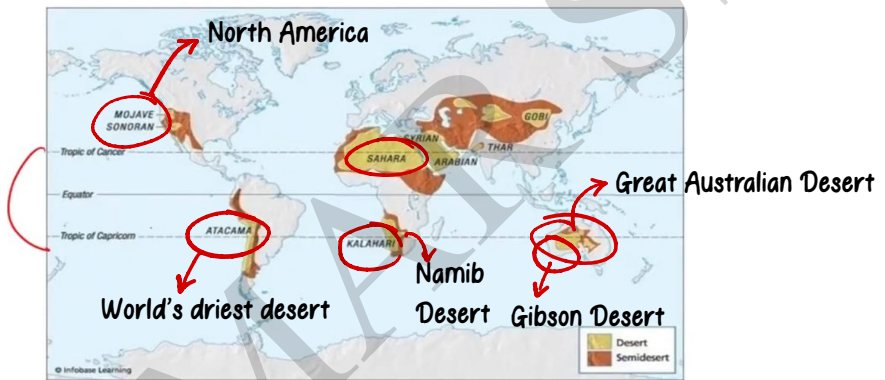 North America
MOJAVE
SONORAN
GOBI
SYRIAN
THAR
Tropic of Cancer
SAHARA
ARABIAN
Great Australian Desert
Equator
ATACAMA
Tropic of Capricorn
KALAHARI
Namib
Desert
World's driest desert
Gibson Desert
Desert
Semidesert
© Infobase Learning